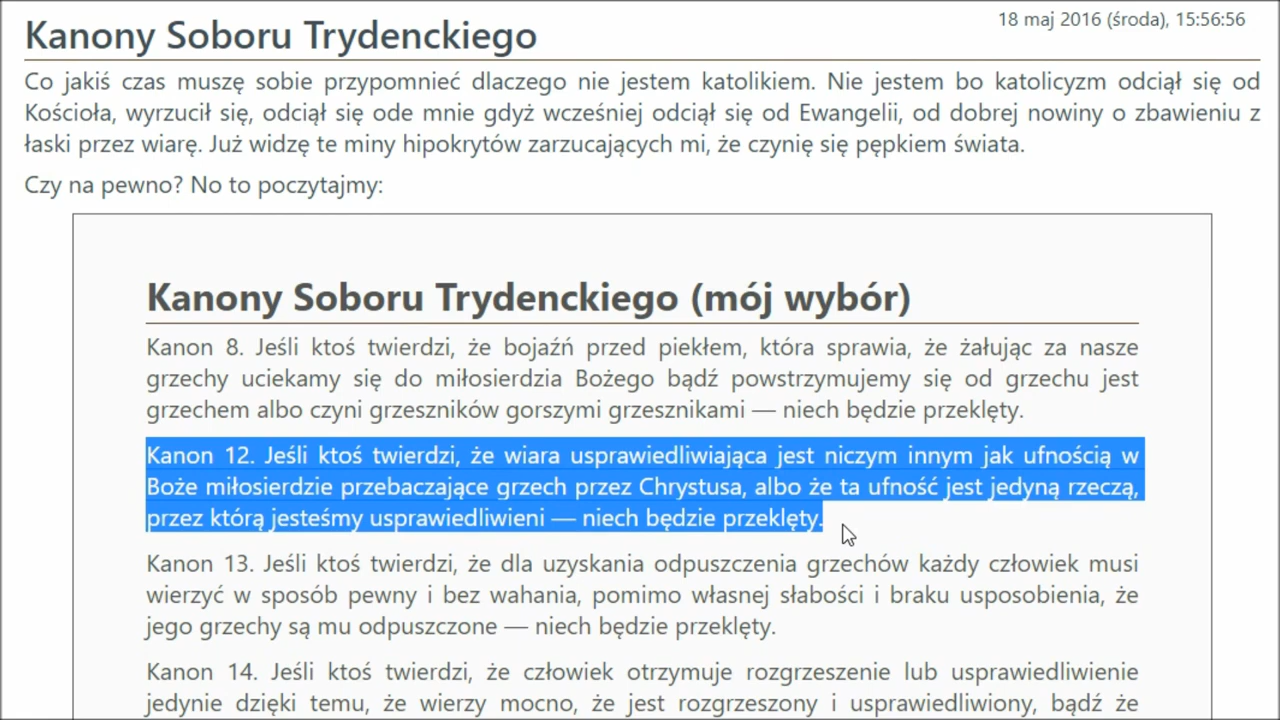 18 maj 2016 (środa), 15:56:56
Kanony Soboru Trydenckiego
Co jakiś czas muszę sobie przypomnieć dlaczego nie jestem katolikiem. Nie jestem bo katolicyzm odciął się od
Kościoła, wyrzucił się, odciął się ode mnie gdyż wcześniej odciął się od Ewangelii, od dobrej nowiny o zbawieniu z
łaski przez wiarę. Już widzę te miny hipokrytów zarzucających mi, że czynię się pępkiem świata.
Czy na pewno? No to poczytajmy:
Kanony Soboru Trydenckiego (mój wybór)
Kanon 8. Jeśli ktoś twierdzi, że bojaźń przed piekłem, która sprawia, że żałując za nasze
grzechy uciekamy się do miłosierdzia Bożego bądź powstrzymujemy się od grzechu jest
grzechem albo czyni grzeszników gorszymi grzesznikami — niech będzie przeklęty.
Kanon 12. Jeśli ktoś twierdzi, że wiara usprawiedliwiająca jest niczym innym jak ufnością w
Boże miłosierdzie przebaczające grzech przez Chrystusa, albo że ta ufność jest jedyną rzeczą,
przez którą jesteśmy usprawiedliwieni — niech będzie przeklęty.
Kanon 13. Jeśli ktoś twierdzi, że dla uzyskania odpuszczenia grzechów każdy człowiek musi
wierzyć w sposób pewny i bez wahania, pomimo własnej słabości i braku usposobienia, że
jego grzechy są mu odpuszczone — niech będzie przeklęty.
Kanon 14. Jeśli ktoś twierdzi, że człowiek otrzymuje rozgrzeszenie lub usprawiedliwienie
jedynie dzięki temu, że wierzy mocno, że jest rozgrzeszony i usprawiedliwiony, bądź że